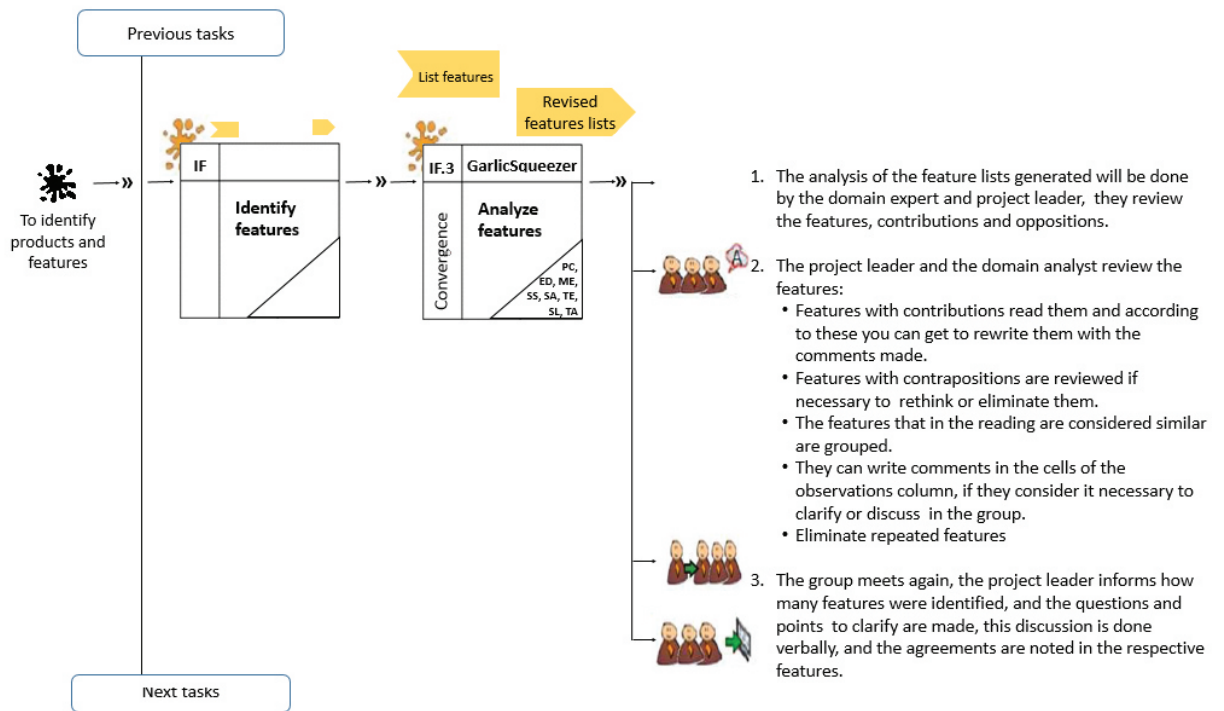 Previous tasks
List features
Revised
features lists
IF
IF.3 GarlicSqueezer
To identify
products and
features
Identify
features
Convergence
Analyze
features
PC,
ED, ME,
SS, SA, TE,
SL, TA
1. The analysis of the feature lists generated will be done
by the domain expert and project leader, they review
the features, contributions and oppositions.
A
2. The project leader and the domain analyst review the
features:
• Features with contributions read them and according
to these you can get to rewrite them with the
comments made.
• Features with contrapositions are reviewed if
necessary to rethink or eliminate them.
• The features that in the reading are considered similar
are grouped.
• They can write comments in the cells of the
observations column, if they consider it necessary to
clarify or discuss in the group.
• Eliminate repeated features
3. The group meets again, the project leader informs how
many features were identified, and the questions and
points to clarify are made, this discussion is done
verbally, and the agreements are noted in the respective
features.
Next tasks